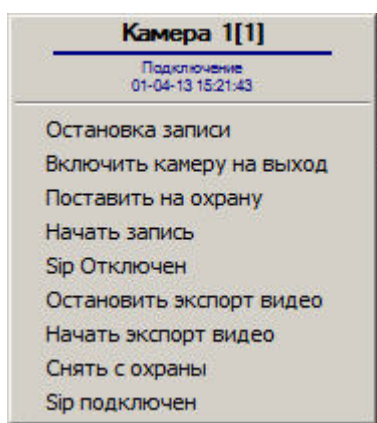 Камера 1[1]
Подключение
01-04-13 15:21:43
Остановка записи
Включить камеру на выход
Поставить на охрану
Начать запись
Sip Отключен
Остановить экспорт видео
Начать экспорт видео
Снять с охраны
Sip подключен